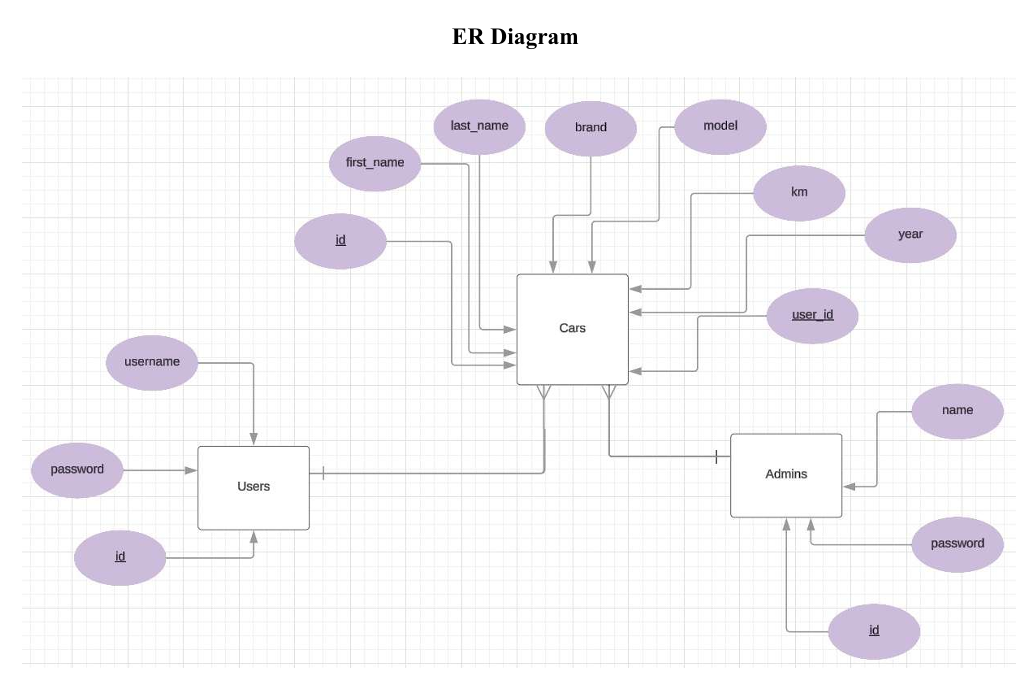 ER Diagram
last_name
brand
model
first_name
km
id
year
user_id
Cars
username
name
password
Users
Admins
id
password
id